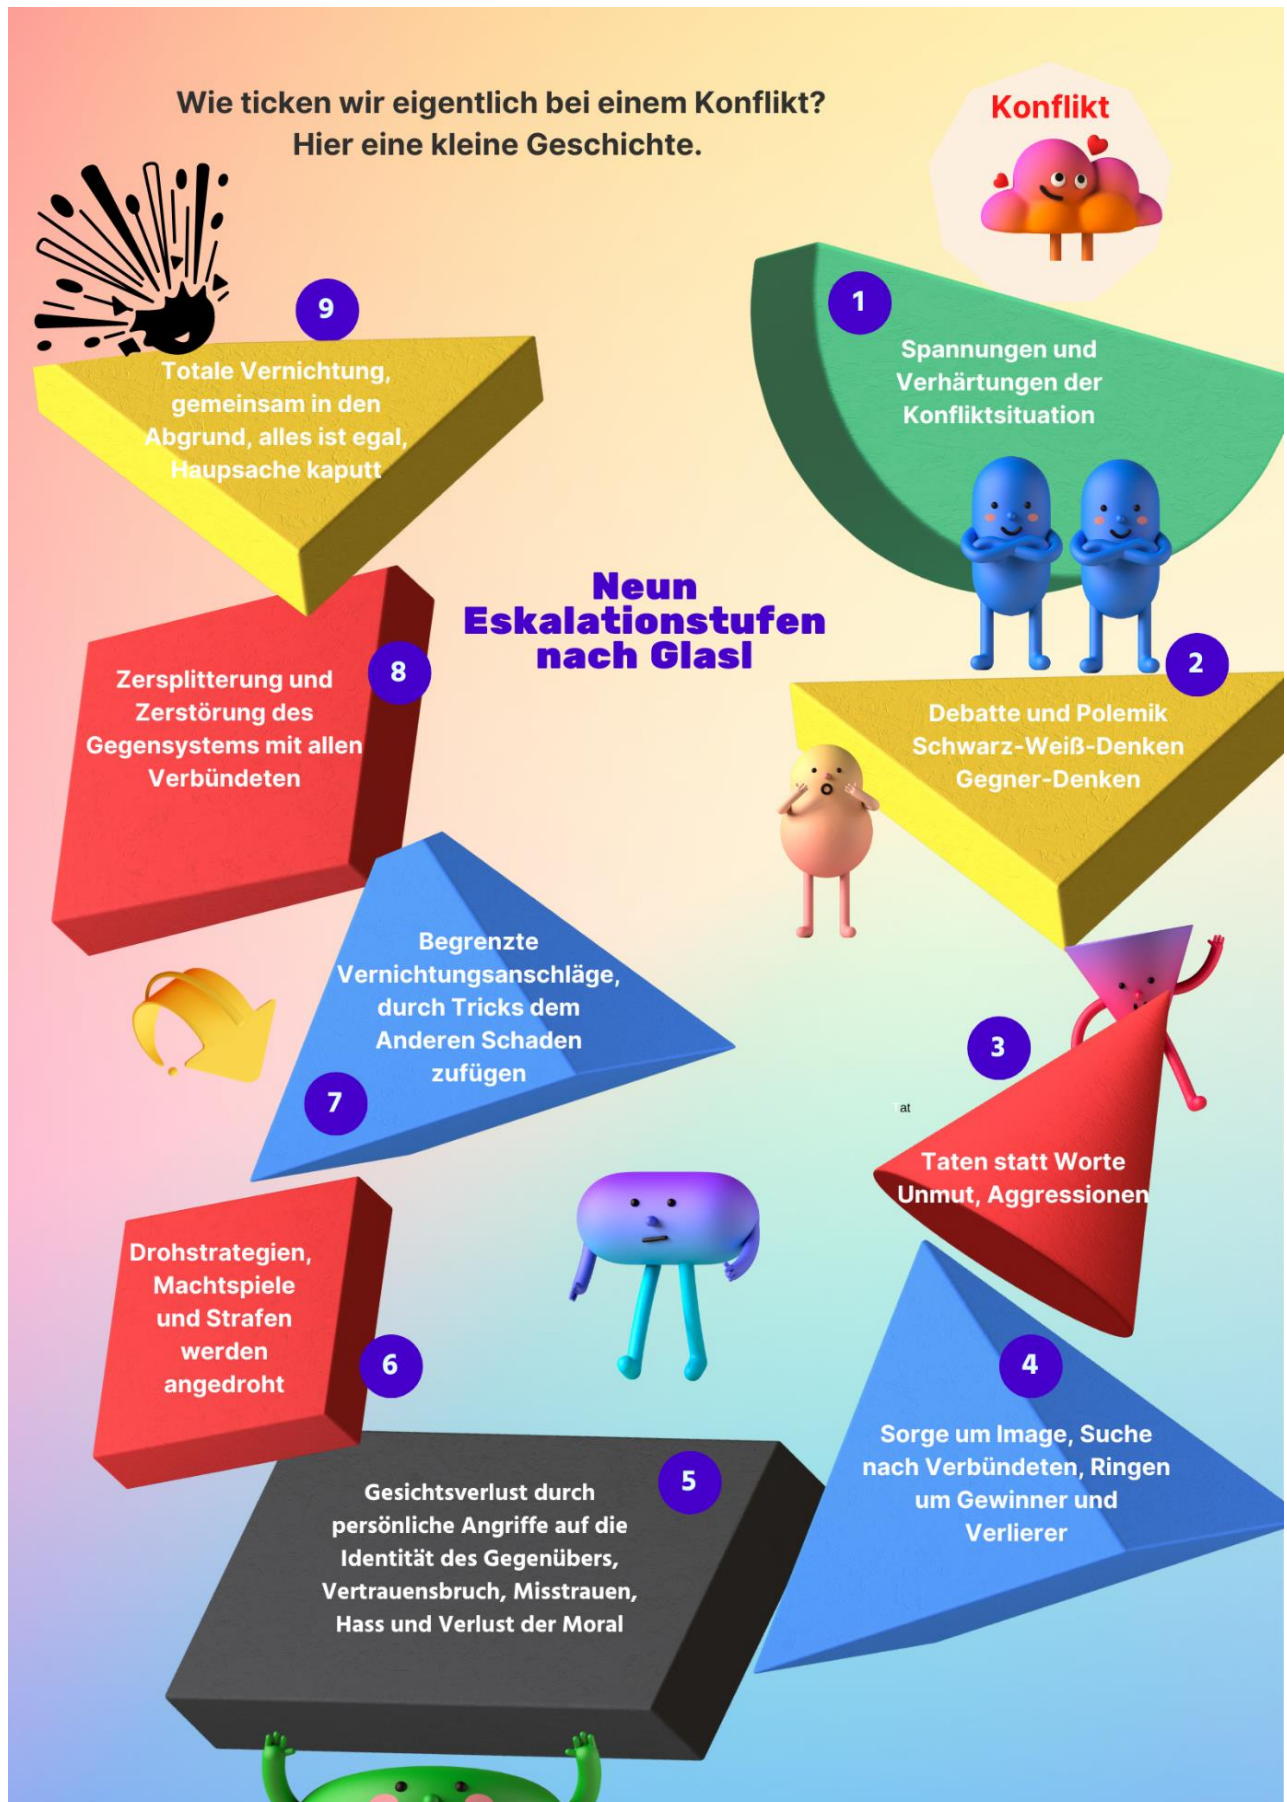 Wie ticken wir eigentlich bei einem Konflikt?
Hier eine kleine Geschichte.
Konflikt
1
Spannungen und
Verhärtungen der
Konfliktsituation
2
Debatte und Polemik
Schwarz-Weiß-Denken
Gegner-Denken
3
Tat
Taten statt Worte
Unmut, Aggressionen
4
Sorge um Image, Suche
nach Verbündeten, Ringen
um Gewinner und
Verlierer
5
Gesichtsverlust durch
persönliche Angriffe auf die
Identität des Gegenübers,
Vertrauensbruch, Misstrauen,
Hass und Verlust der Moral
6
Drohstrategien,
Machtspiele
und Strafen
werden
angedroht
7
Begrenzte
Vernichtungsanschläge,
durch Tricks dem
Anderen Schaden
zufügen
8
Zersplitterung und
Zerstörung des
Gegensystems mit allen
Verbündeten
9
Totale Vernichtung,
gemeinsam in den
Abgrund, alles ist egal,
Haupsache kaputt
Neun
Eskalationstufen
nach Glasl